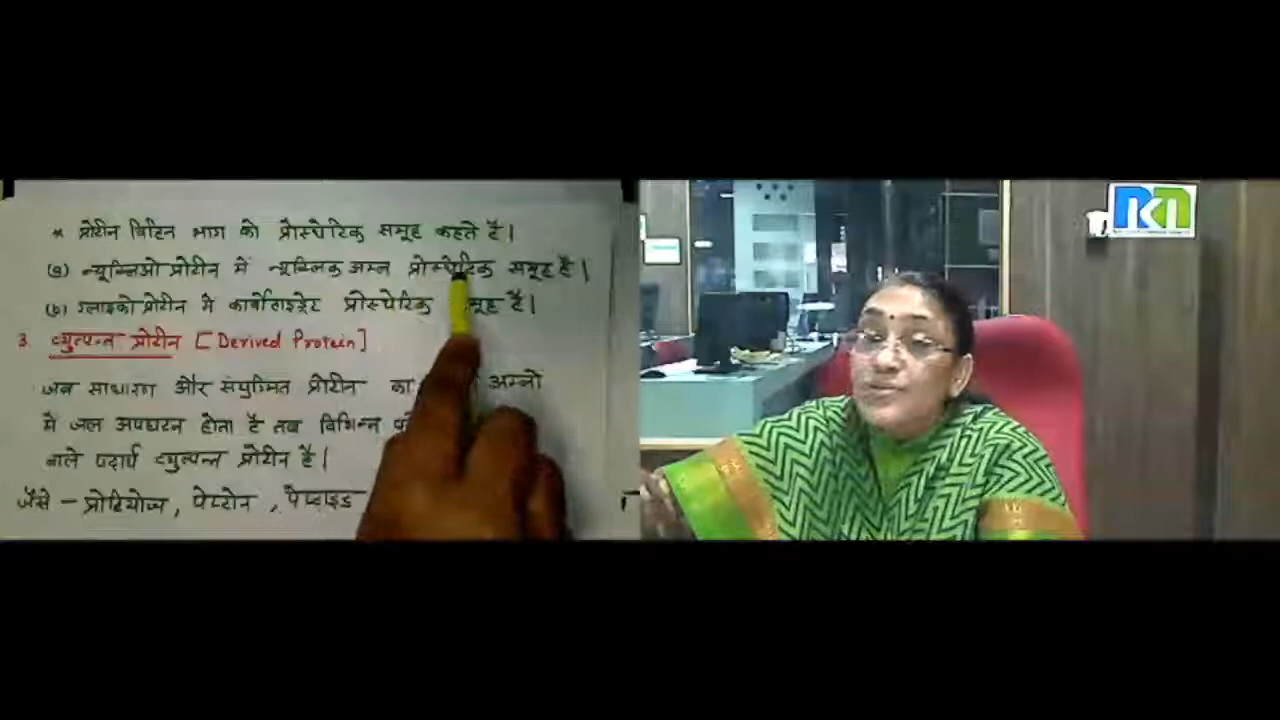 * प्रोटीन विहिन भाग को प्रोस्थेटिक समूह कहते है।
(a) न्यूक्लिओ प्रोटीन में न्यूक्लिक अम्ल प्रोस्थेटिक समूह है।
(b) ग्लाइको प्रोटीन में कार्बोहाइड्रेट प्रोस्थेटिक मूह है।
3. व्युत्पन्न प्रोटीन [Derived Protein]
जब साधारण और संयुग्मित प्रोटीन का अम्लो
में जल अपघटन होता है तब विभिन्न
वाले पदार्थ व्युत्पन्न प्रोटीन है।
जैसे - प्रोटियोज, पेप्टोन, पेप्टाइड